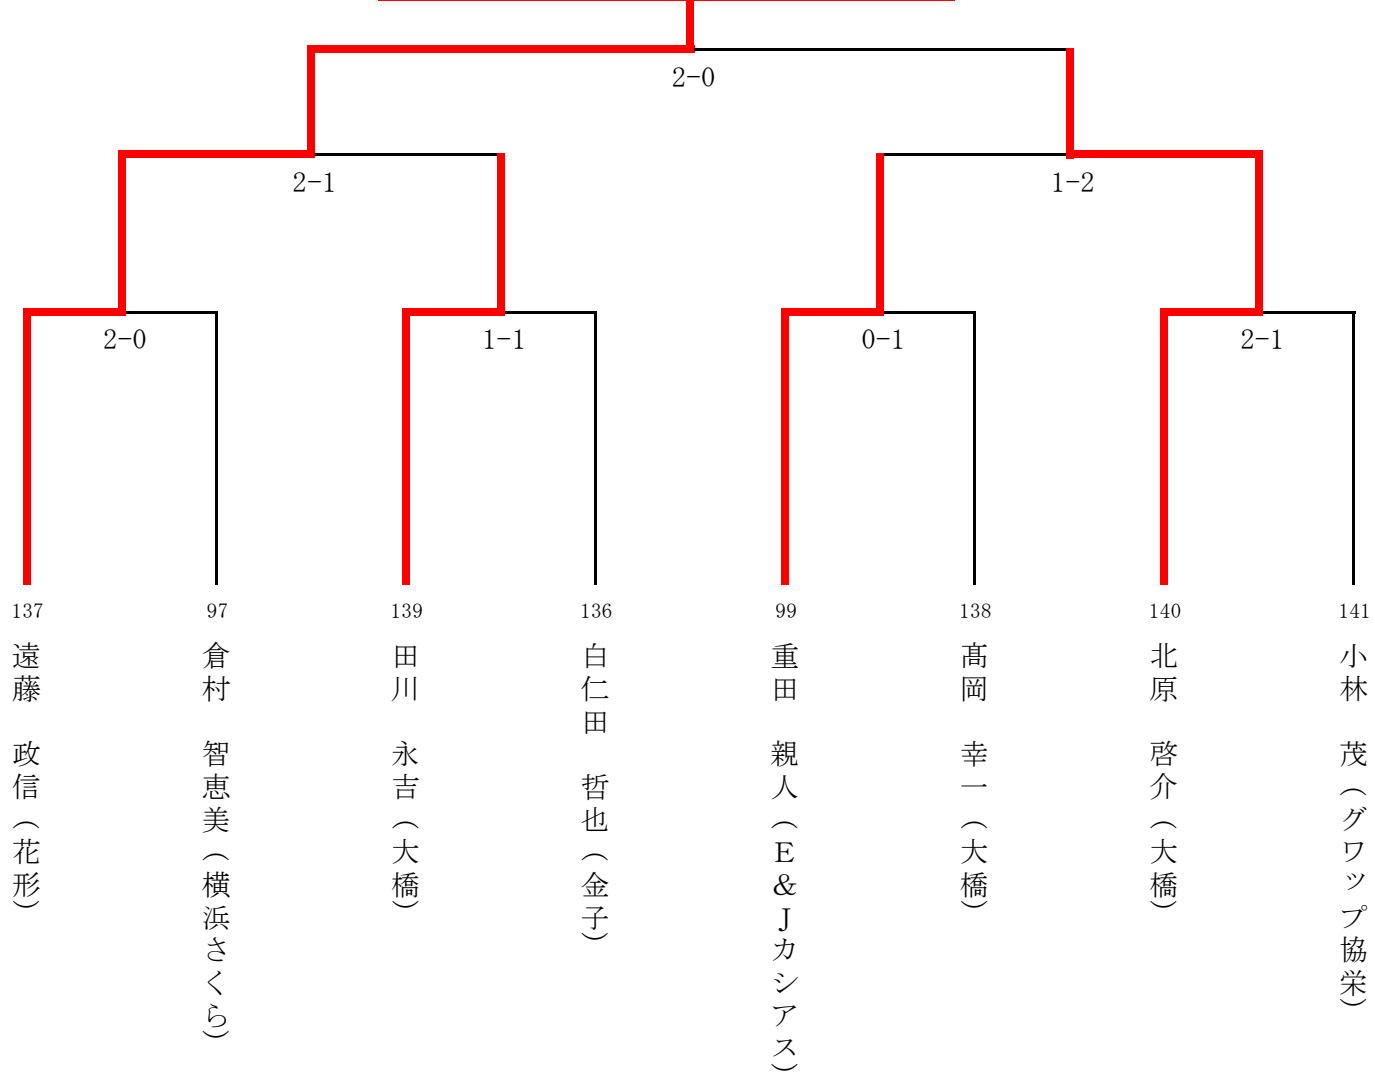 2-0
2-1
1-2
2-0
1-1
0-1
2-1
137
97
139
136
99
138
140
141
遠藤　政信（花形）
倉村　智恵美（横浜さくら）
田川　永吉（大橋）
白仁田　哲也（金子）
重田　親人（Ｅ＆Ｊカシアス）
髙岡　幸一（大橋）
北原　啓介（大橋）
小林　茂（グワップ協栄）